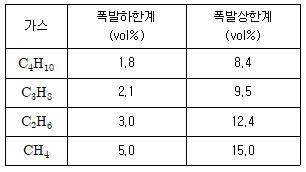 가스 폭발하한계 (vol%) 폭발상한계 (vol%)
C₄H₁₀ 1.8 8.4
C₃H₈ 2.1 9.5
C₂H₆ 3.0 12.4
CH₄ 5.0 15.0